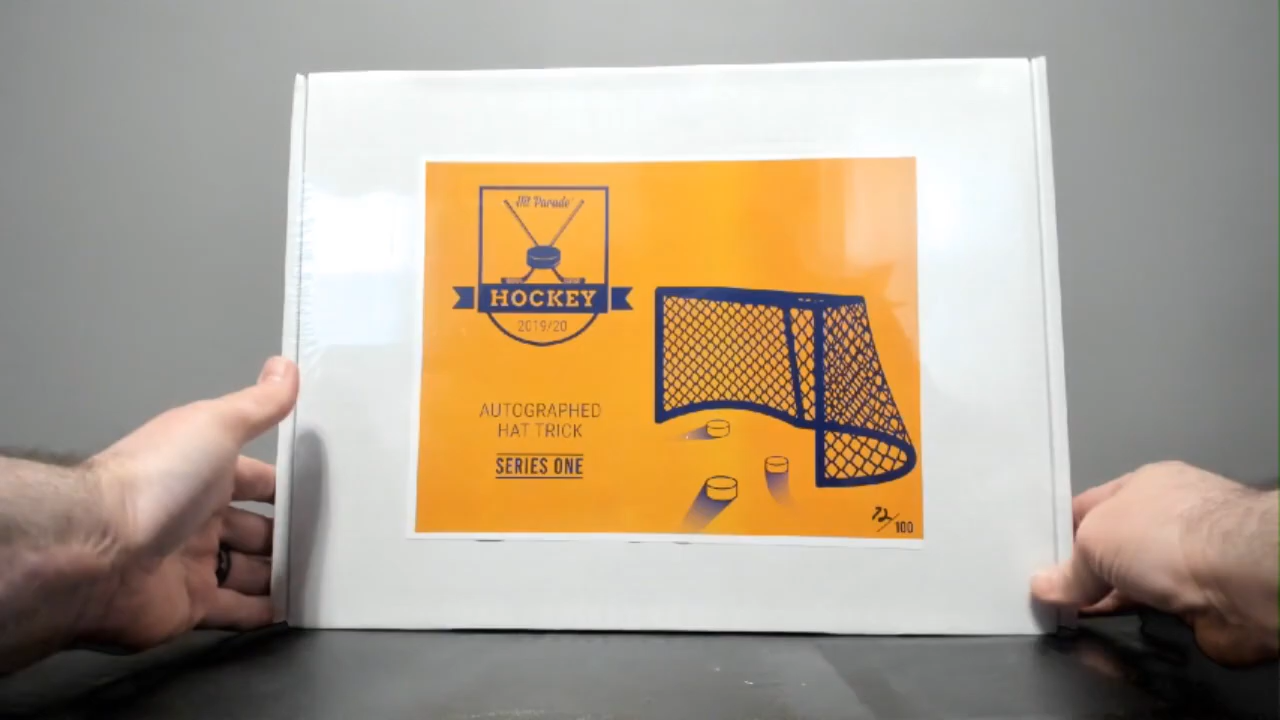 Hit Parade
HOCKEY
2019/20
AUTOGRAPHED
HAT TRICK
SERIES ONE
72/100